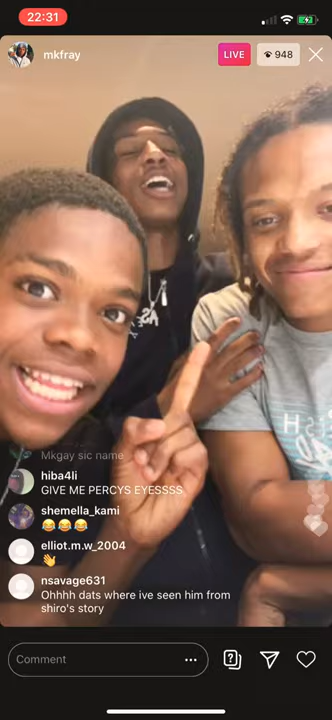 22:31
mkfray
LIVE
948
Mkgay sic name
hiba4li
GIVE ME PERCYS EYESSSS
shemella_kami
😂😂😂
elliot.m.w_2004
👋
nsavage631
Ohhhh dats where ive seen him from
shiro's story
Comment